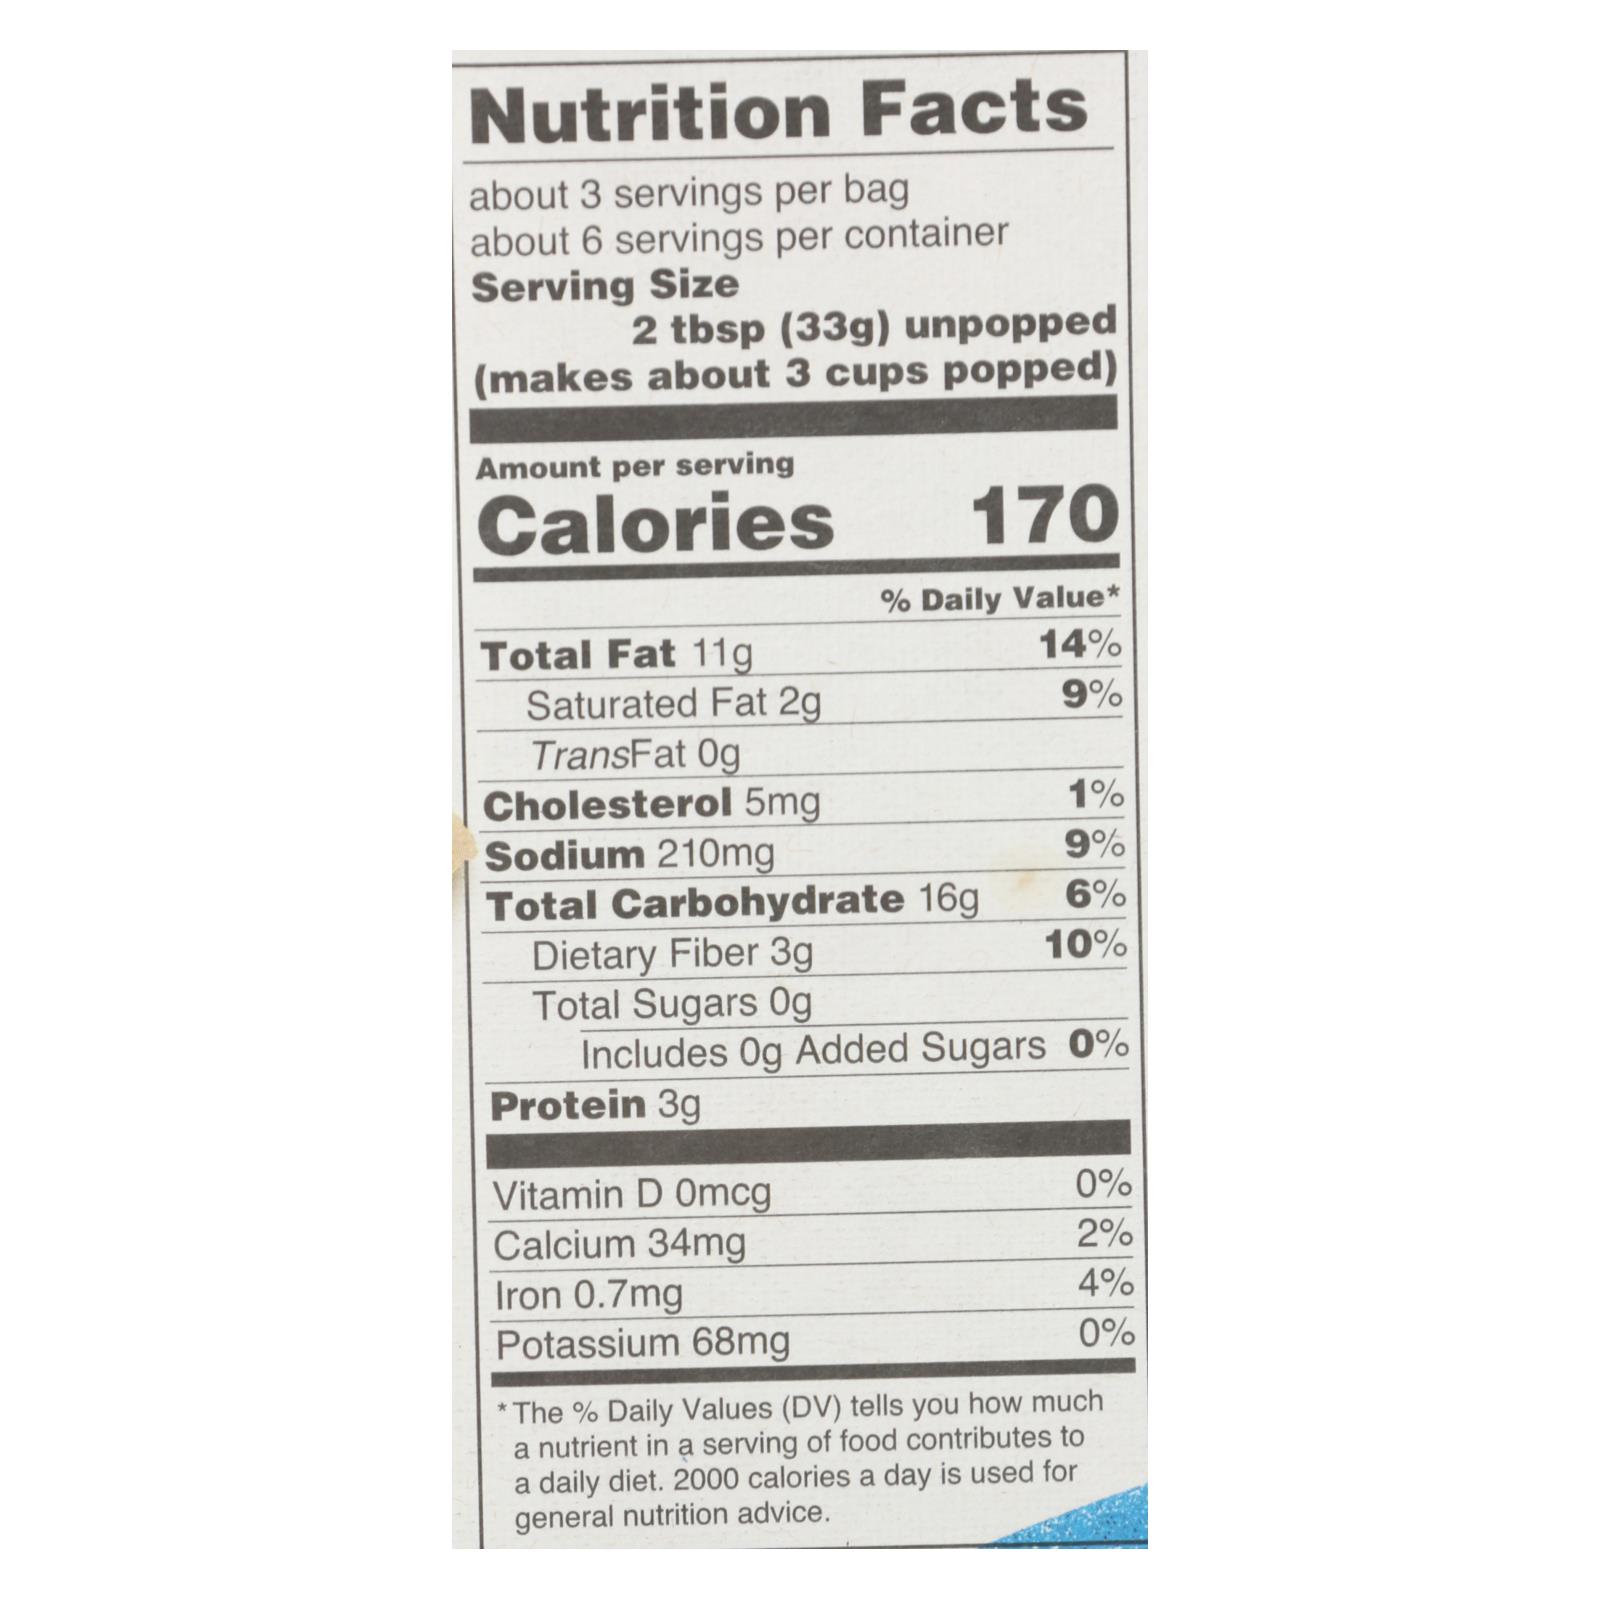 Nutrition Facts
about 3 servings per bag
about 6 servings per container
Serving Size
2 tbsp (33g) unpopped
(makes about 3 cups popped)
Amount per serving
Calories 170
% Daily Value*
Total Fat 11g 14%
Saturated Fat 2g 9%
TransFat 0g
Cholesterol 5mg 1%
Sodium 210mg 9%
Total Carbohydrate 16g 6%
Dietary Fiber 3g 10%
Total Sugars 0g
Includes 0g Added Sugars 0%
Protein 3g
Vitamin D 0mcg 0%
Calcium 34mg 2%
Iron 0.7mg 4%
Potassium 68mg 0%
* The % Daily Values (DV) tells you how much
a nutrient in a serving of food contributes to
a daily diet. 2000 calories a day is used for
general nutrition advice.